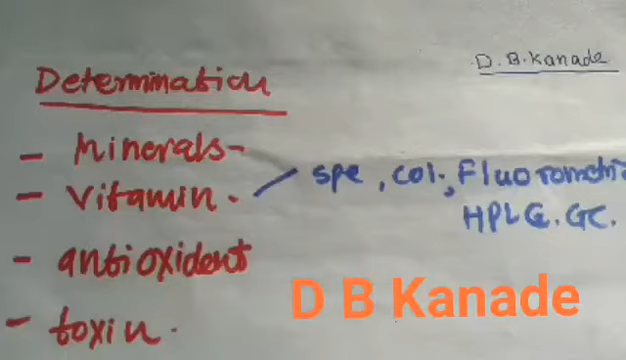 D. B. Kanade
Determination
- Minerals-
- Vitamin.
spe, col., Fluorometri
HPLC. GC.
- antioxident
- toxin.
D B Kanade